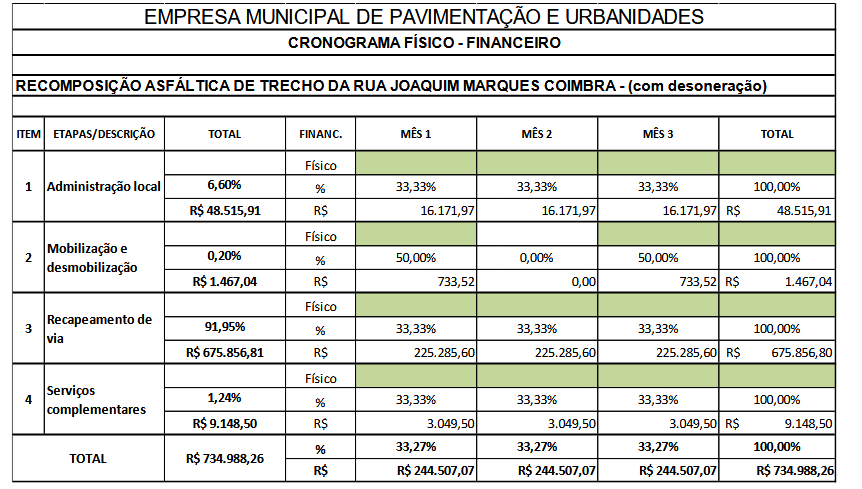 EMPRESA MUNICIPAL DE PAVIMENTAÇÃO E URBANIDADES
CRONOGRAMA FÍSICO - FINANCEIRO
RECOMPOSIÇÃO ASFÁLTICA DE TRECHO DA RUA JOAQUIM MARQUES COIMBRA - (com desoneração)
ITEM ETAPAS/DESCRIÇÃO TOTAL FINANC. MÊS 1 MÊS 2 MÊS 3 TOTAL
Físico
1 Administração local 6,60% % 33,33% 33,33% 33,33% 100,00%
R$ 48.515,91 R$ 16.171,97 16.171,97 16.171,97 R$ 48.515,91
Físico
2 Mobilização e desmobilização 0,20% % 50,00% 0,00% 50,00% 100,00%
R$ 1.467,04 R$ 733,52 0,00 733,52 R$ 1.467,04
Físico
3 Recapeamento de via 91,95% % 33,33% 33,33% 33,33% 100,00%
R$ 675.856,81 R$ 225.285,60 225.285,60 225.285,60 R$ 675.856,80
Físico
4 Serviços complementares 1,24% % 33,33% 33,33% 33,33% 100,00%
R$ 9.148,50 R$ 3.049,50 3.049,50 3.049,50 R$ 9.148,50
TOTAL R$ 734.988,26 % 33,27% 33,27% 33,27% 100,00%
R$ R$ 244.507,07 R$ 244.507,07 R$ 244.507,07 R$ 734.988,26